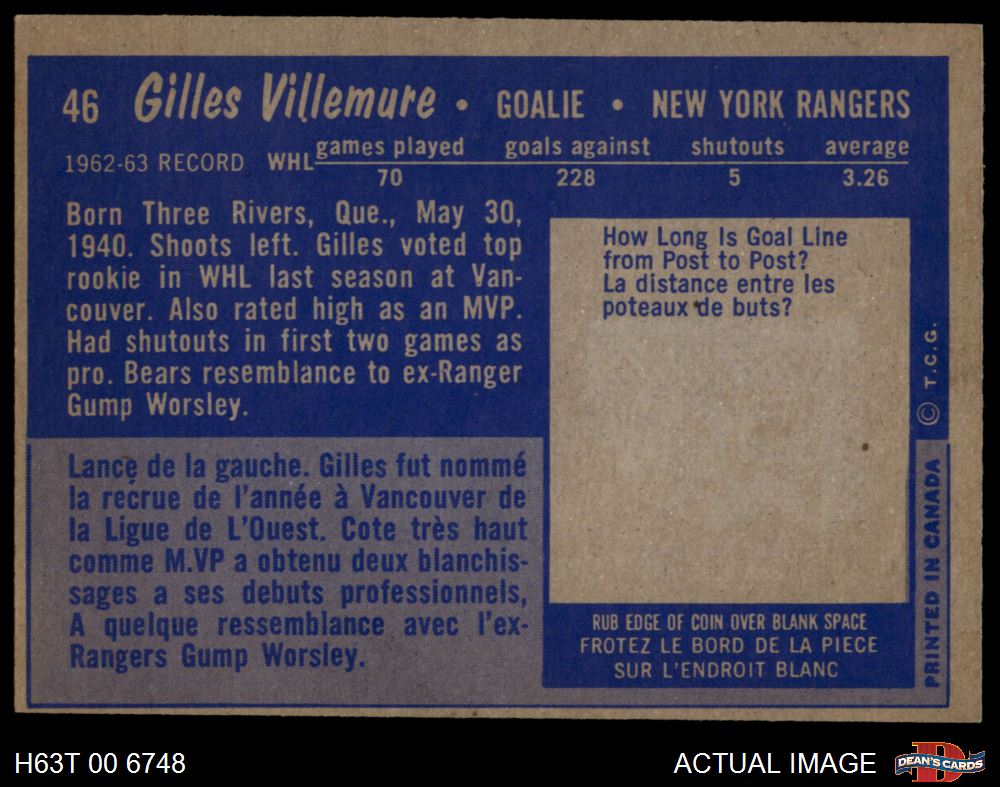 46 Gilles Villemure • GOALIE • NEW YORK RANGERS
games played goals against shutouts average
1962-63 RECORD WHL
70 228 5 3.26
Born Three Rivers, Que., May 30,
1940. Shoots left. Gilles voted top
rookie in WHL last season at Van-
couver. Also rated high as an MVP.
Had shutouts in first two games as
pro. Bears resemblance to ex-Ranger
Gump Worsley.
Lance de la gauche. Gilles fut nommé
la recrue de l'année à Vancouver de
la Ligue de L'Ouest. Cote très haut
comme M.VP a obtenu deux blanchis-
sages a ses debuts professionnels,
A quelque ressemblance avec l'ex-
Rangers Gump Worsley.
How Long Is Goal Line
from Post to Post?
La distance entre les
poteaux de buts?
RUB EDGE OF COIN OVER BLANK SPACE
FROTEZ LE BORD DE LA PIECE
SUR L'ENDROIT BLANC
© T.C.G.
PRINTED IN CANADA
H63T 00 6748
ACTUAL IMAGE
D
DEAN'S CARDS